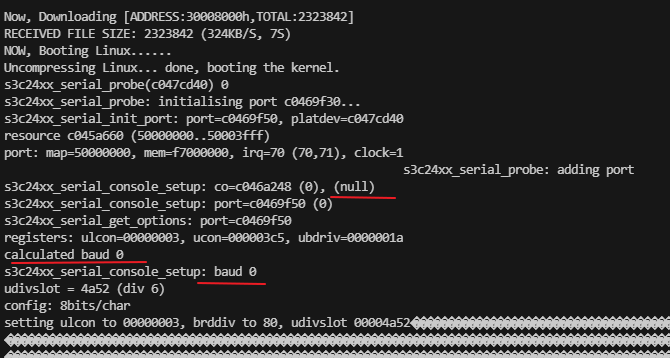 Now, Downloading [ADDRESS:30008000h,TOTAL:2323842]
RECEIVED FILE SIZE: 2323842 (324KB/S, 7S)
NOW, Booting Linux......
Uncompressing Linux... done, booting the kernel.
s3c24xx_serial_probe(c047cd40) 0
s3c24xx_serial_probe: initialising port c0469f30...
s3c24xx_serial_init_port: port=c0469f50, platdev=c047cd40
resource c045a660 (50000000..50003fff)
port: map=50000000, mem=f7000000, irq=70 (70,71), clock=1
s3c24xx_serial_probe: adding port
s3c24xx_serial_console_setup: co=c046a248 (0), (null)
s3c24xx_serial_console_setup: port=c0469f50 (0)
s3c24xx_serial_get_options: port=c0469f50
registers: ulcon=00000003, ucon=000003c5, ubdriv=0000001a
calculated baud 0
s3c24xx_serial_console_setup: baud 0
udivslot = 4a52 (div 6)
config: 8bits/char
setting ulcon to 00000003, brddiv to 80, udivslot 00004a52